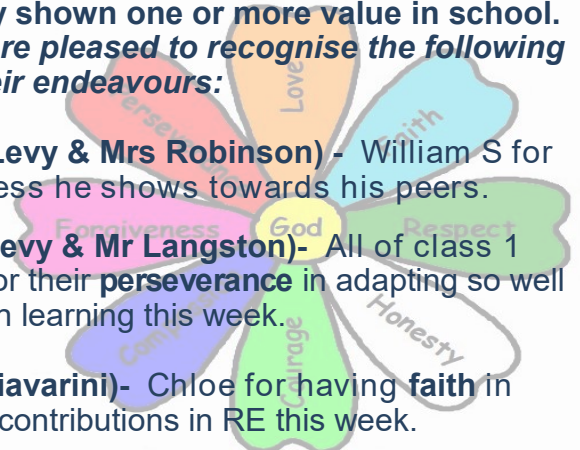 y shown one or more value in school.
re pleased to recognise the following
eir endeavours:
Love
Perseverance
Faith
Levy & Mrs Robinson) - William S for
ess he shows towards his peers.
Forgiveness
God
Respect
evy & Mr Langston)- All of class 1
or their perseverance in adapting so well
n learning this week.
Compassion
Courage
Honesty
iavarini)- Chloe for having faith in
contributions in RE this week.